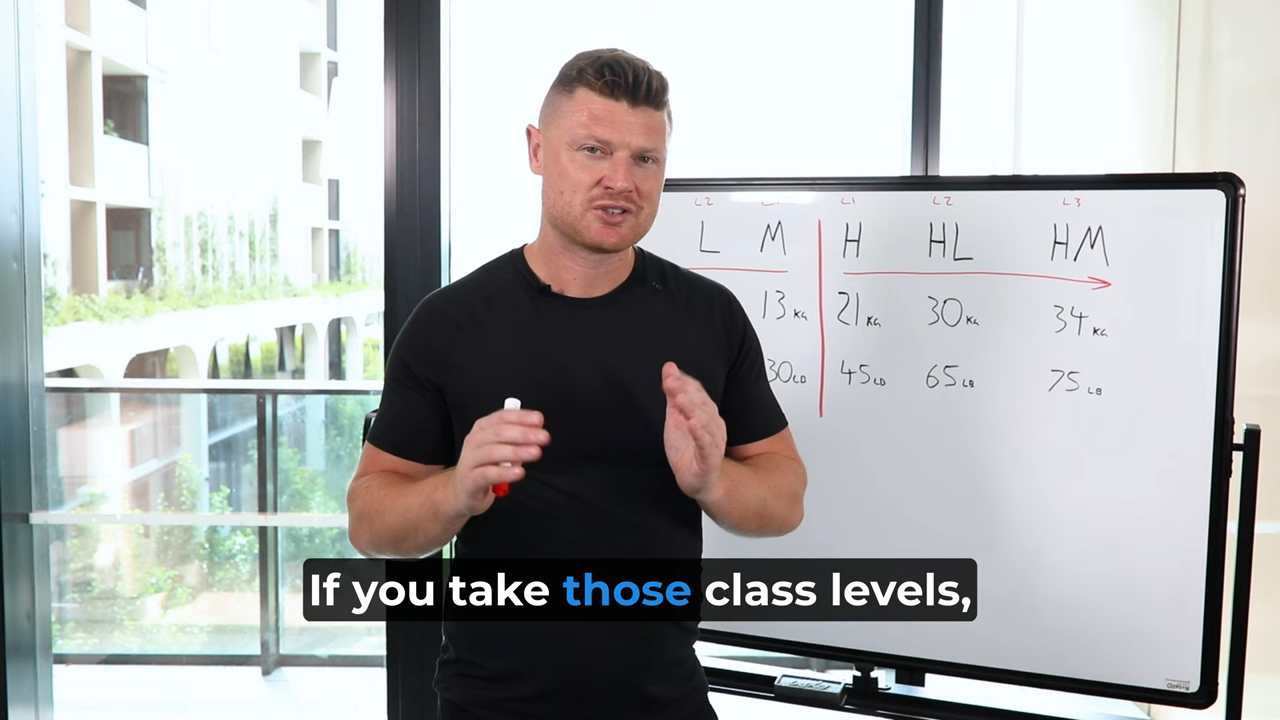 L2 L1 L1 L2 L3
L M H HL HM
13 KG 21 KG 30 KG 34 KG
30 LB 45 LB 65 LB 75 LB
If you take those class levels,